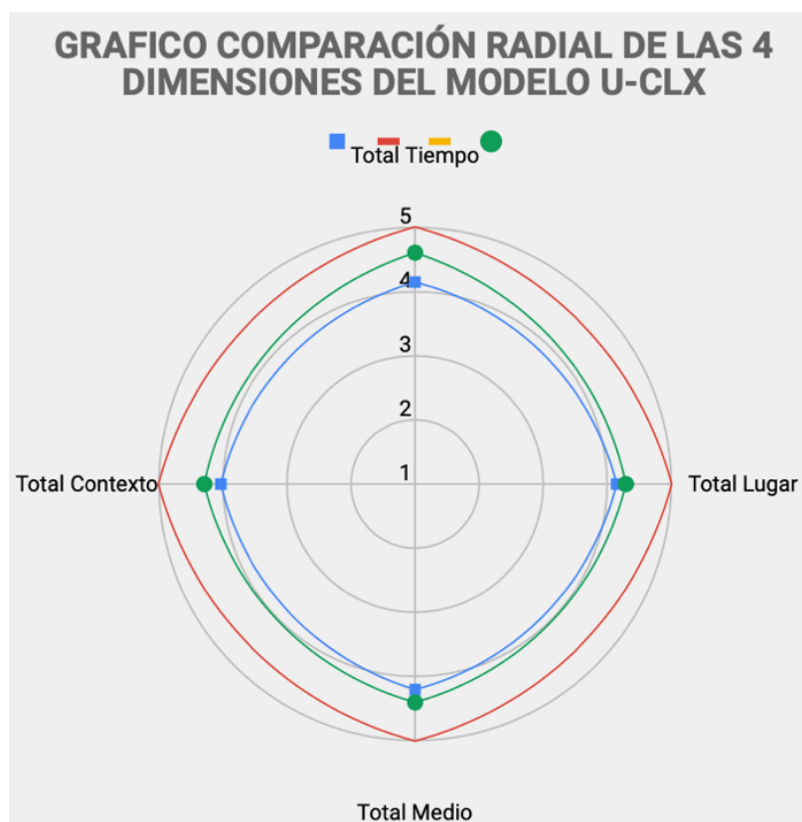 GRAFICO COMPARACIÓN RADIAL DE LAS 4
DIMENSIONES DEL MODELO U-CLX
Total Tiempo
5
4
3
2
1
Total Contexto
Total Lugar
Total Medio